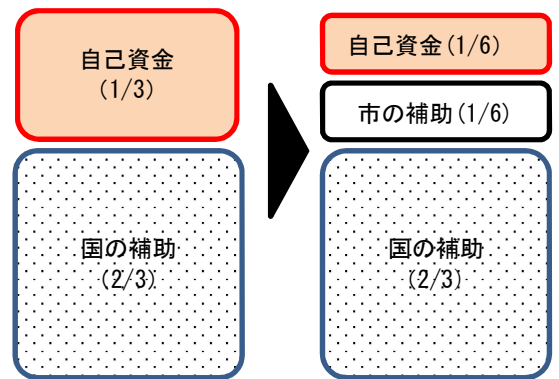 自己資金
(1/3)
国の補助
(2/3)
自己資金(1/6)
市の補助(1/6)
国の補助
(2/3)